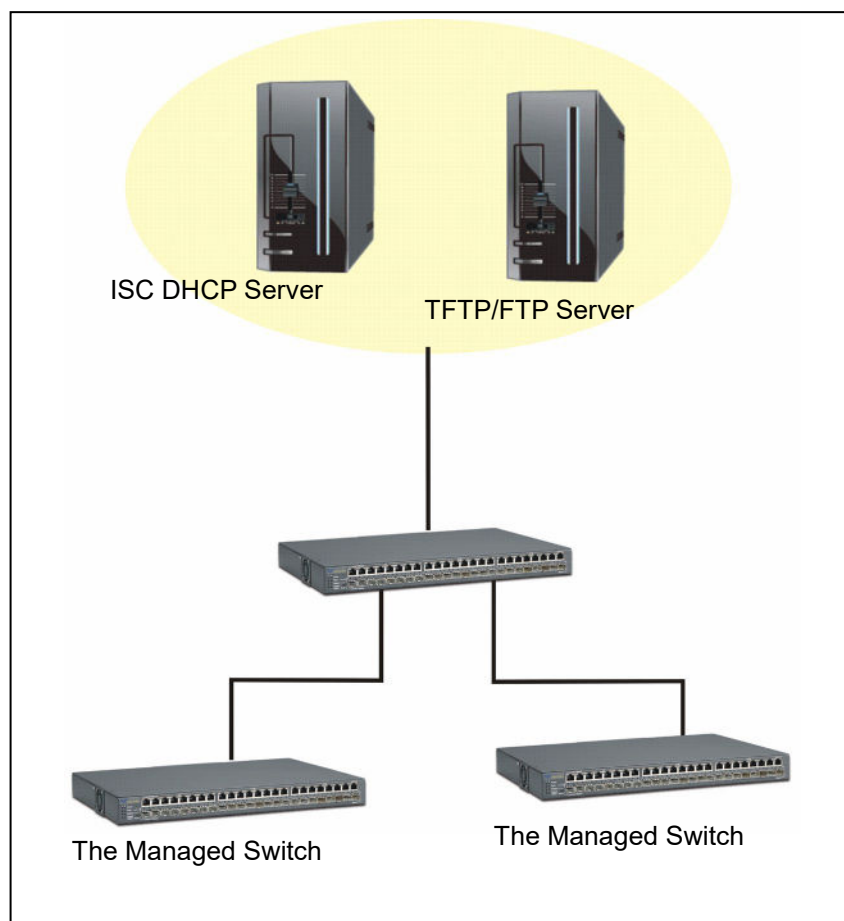 ISC DHCP Server
TFTP/FTP Server
The Managed Switch
The Managed Switch